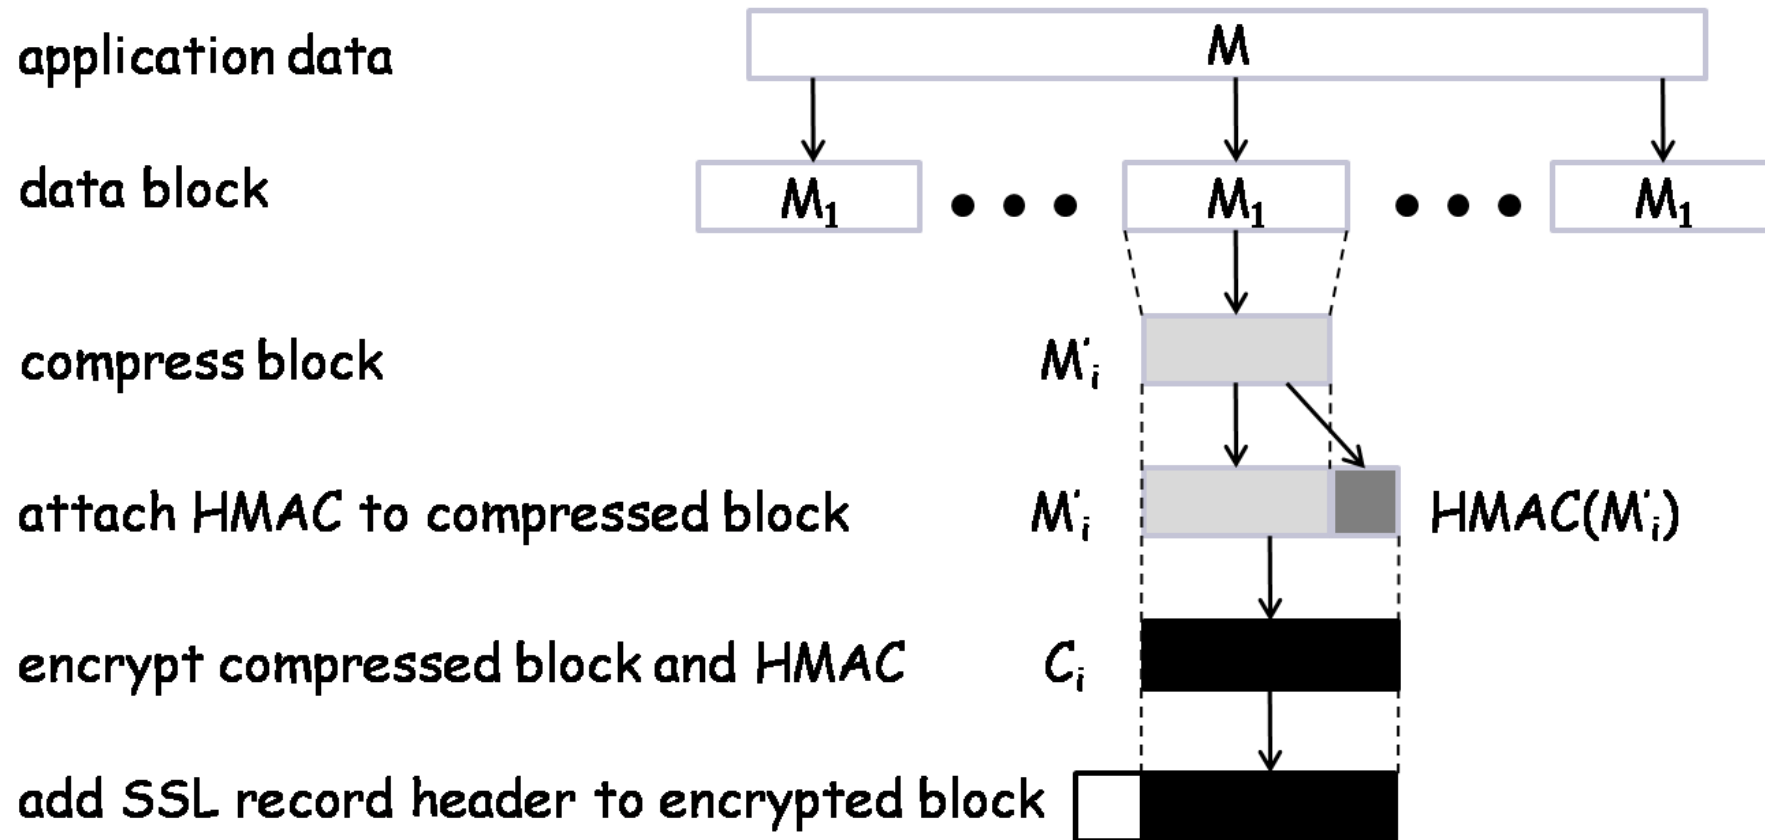 application data M
data block M₁ • • • M₁ • • • M₁
compress block M'ᵢ
attach HMAC to compressed block M'ᵢ HMAC(M'ᵢ)
encrypt compressed block and HMAC Cᵢ
add SSL record header to encrypted block